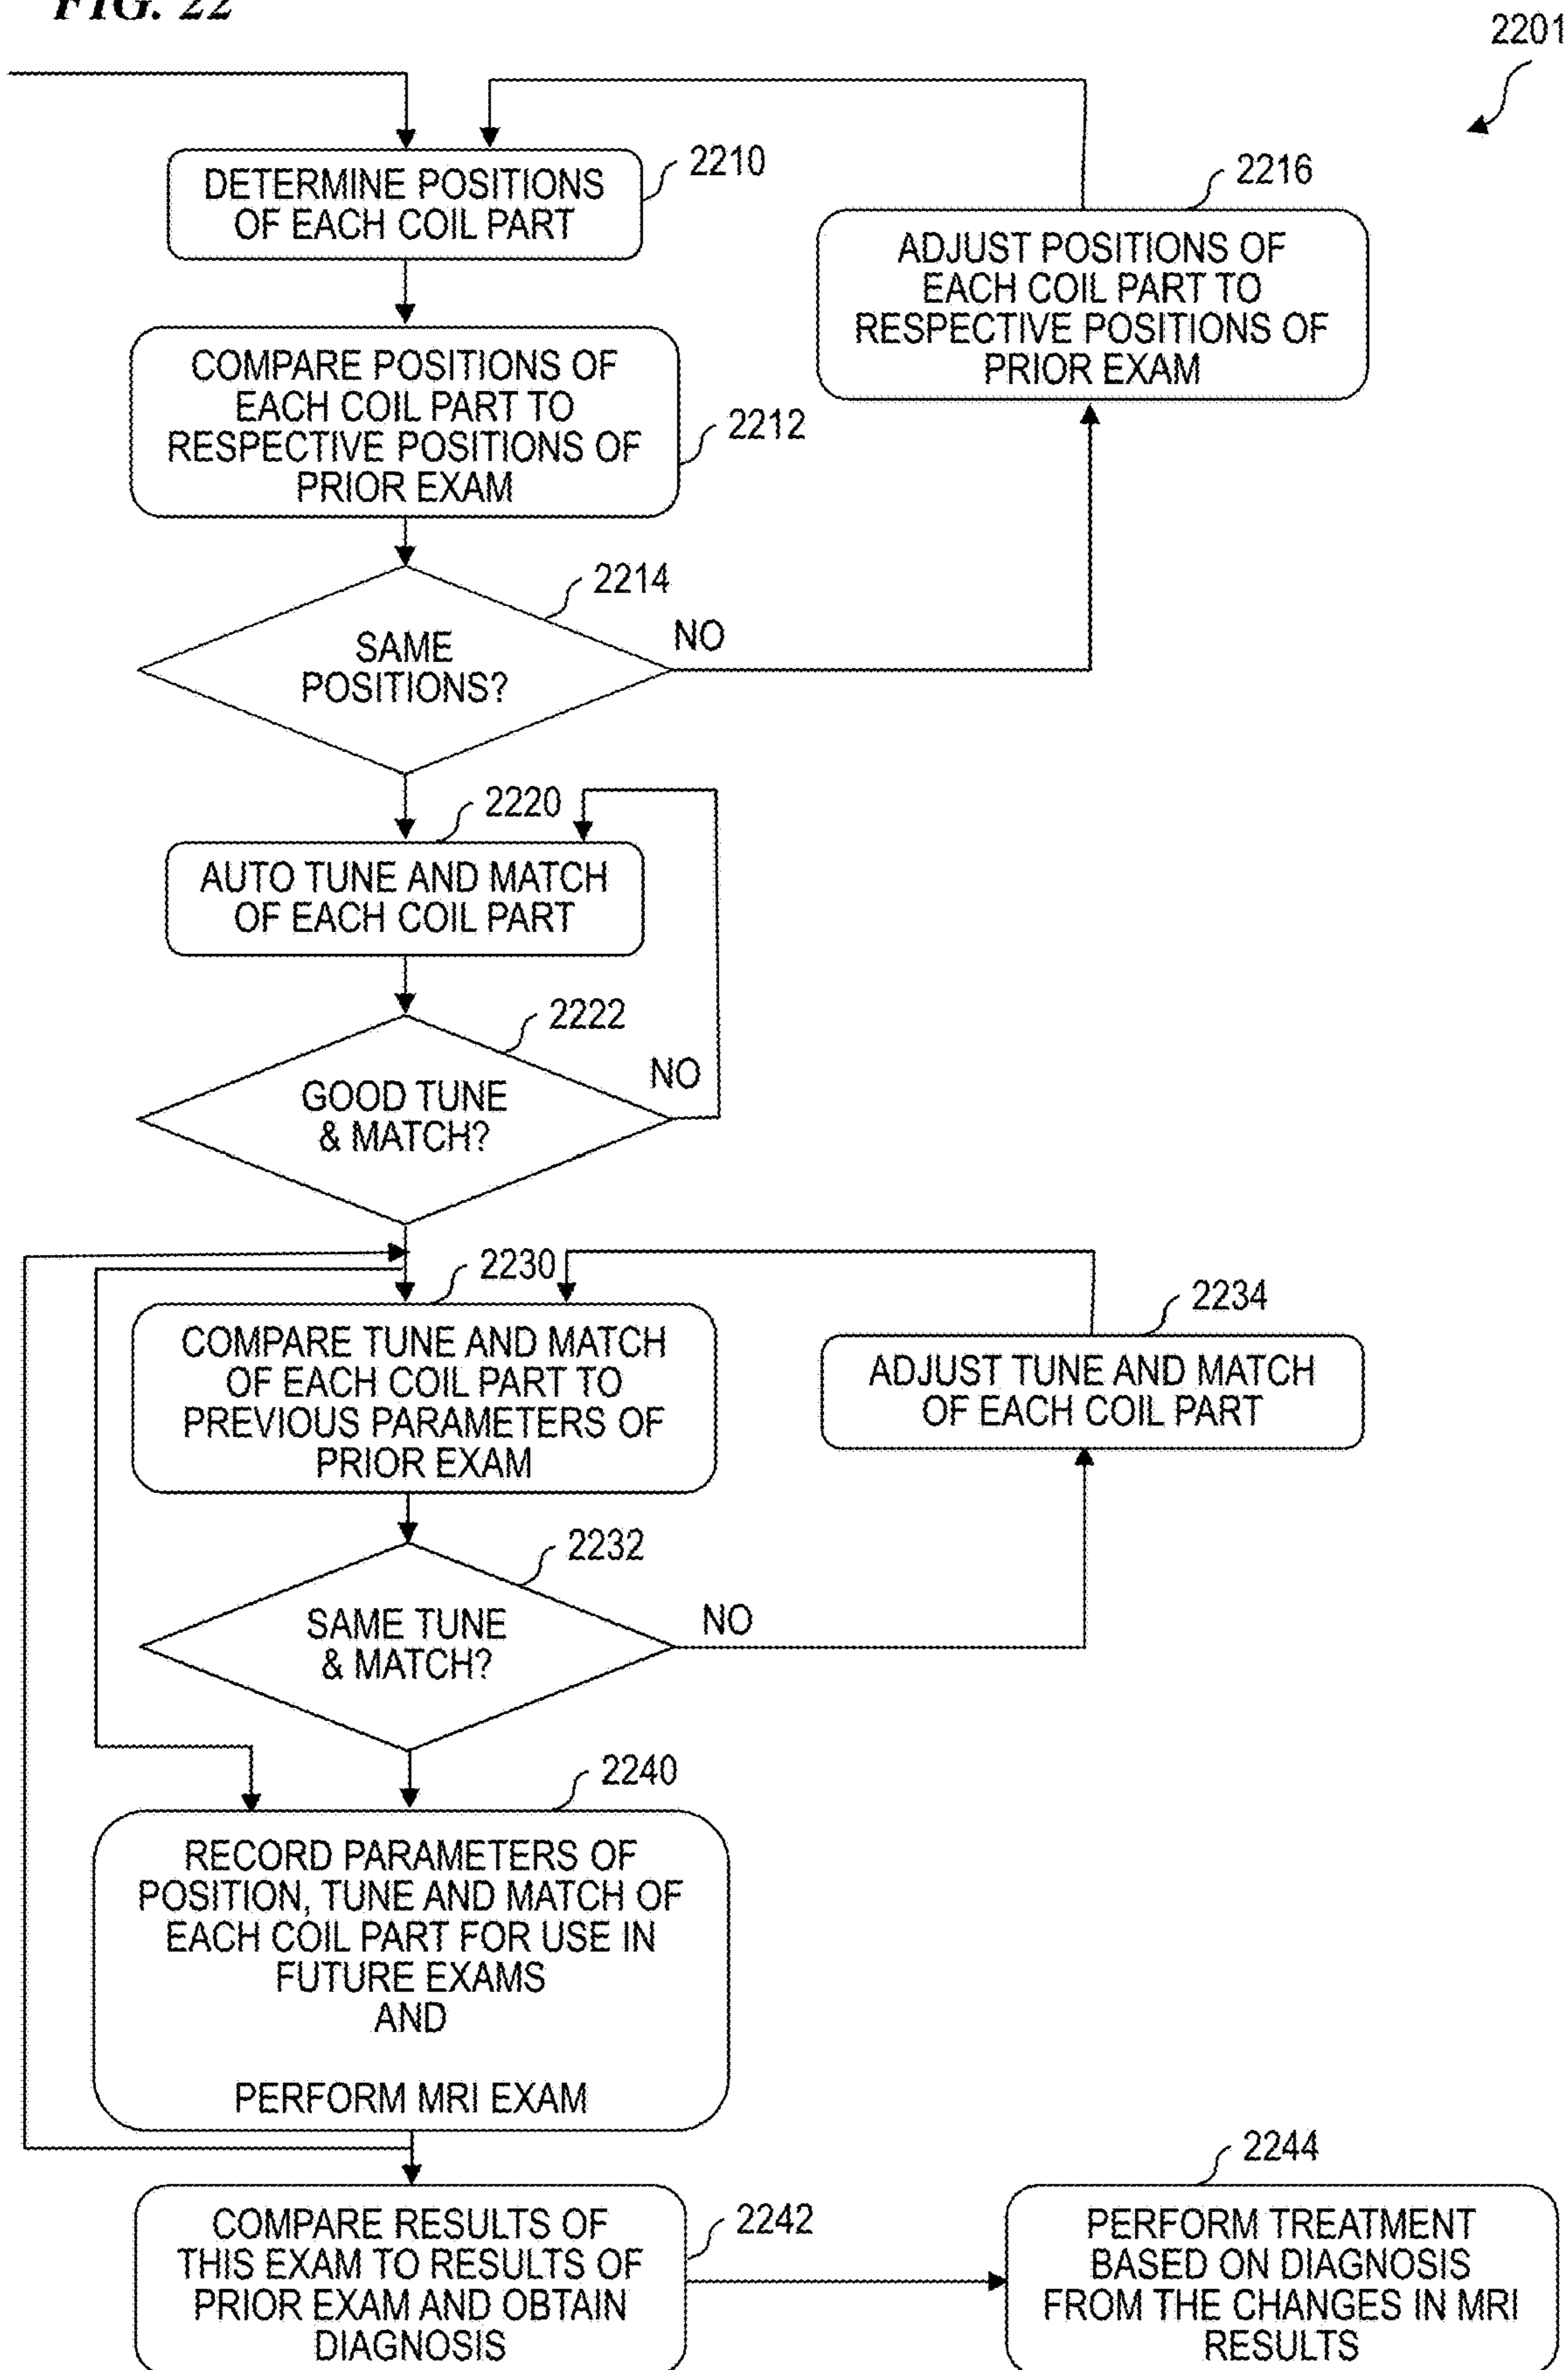 FIG. 22
2201
DETERMINE POSITIONS
OF EACH COIL PART
2210
2216
ADJUST POSITIONS OF
EACH COIL PART TO
RESPECTIVE POSITIONS OF
PRIOR EXAM
COMPARE POSITIONS OF
EACH COIL PART TO
RESPECTIVE POSITIONS OF
PRIOR EXAM
2212
2214
SAME
POSITIONS?
NO
2220
AUTO TUNE AND MATCH
OF EACH COIL PART
2222
GOOD TUNE
& MATCH?
NO
2230
COMPARE TUNE AND MATCH
OF EACH COIL PART TO
PREVIOUS PARAMETERS OF
PRIOR EXAM
2234
ADJUST TUNE AND MATCH
OF EACH COIL PART
2232
SAME TUNE
& MATCH?
NO
2240
RECORD PARAMETERS OF
POSITION, TUNE AND MATCH OF
EACH COIL PART FOR USE IN
FUTURE EXAMS
AND
PERFORM MRI EXAM
COMPARE RESULTS OF
THIS EXAM TO RESULTS OF
PRIOR EXAM AND OBTAIN
DIAGNOSIS
2242
2244
PERFORM TREATMENT
BASED ON DIAGNOSIS
FROM THE CHANGES IN MRI
RESULTS